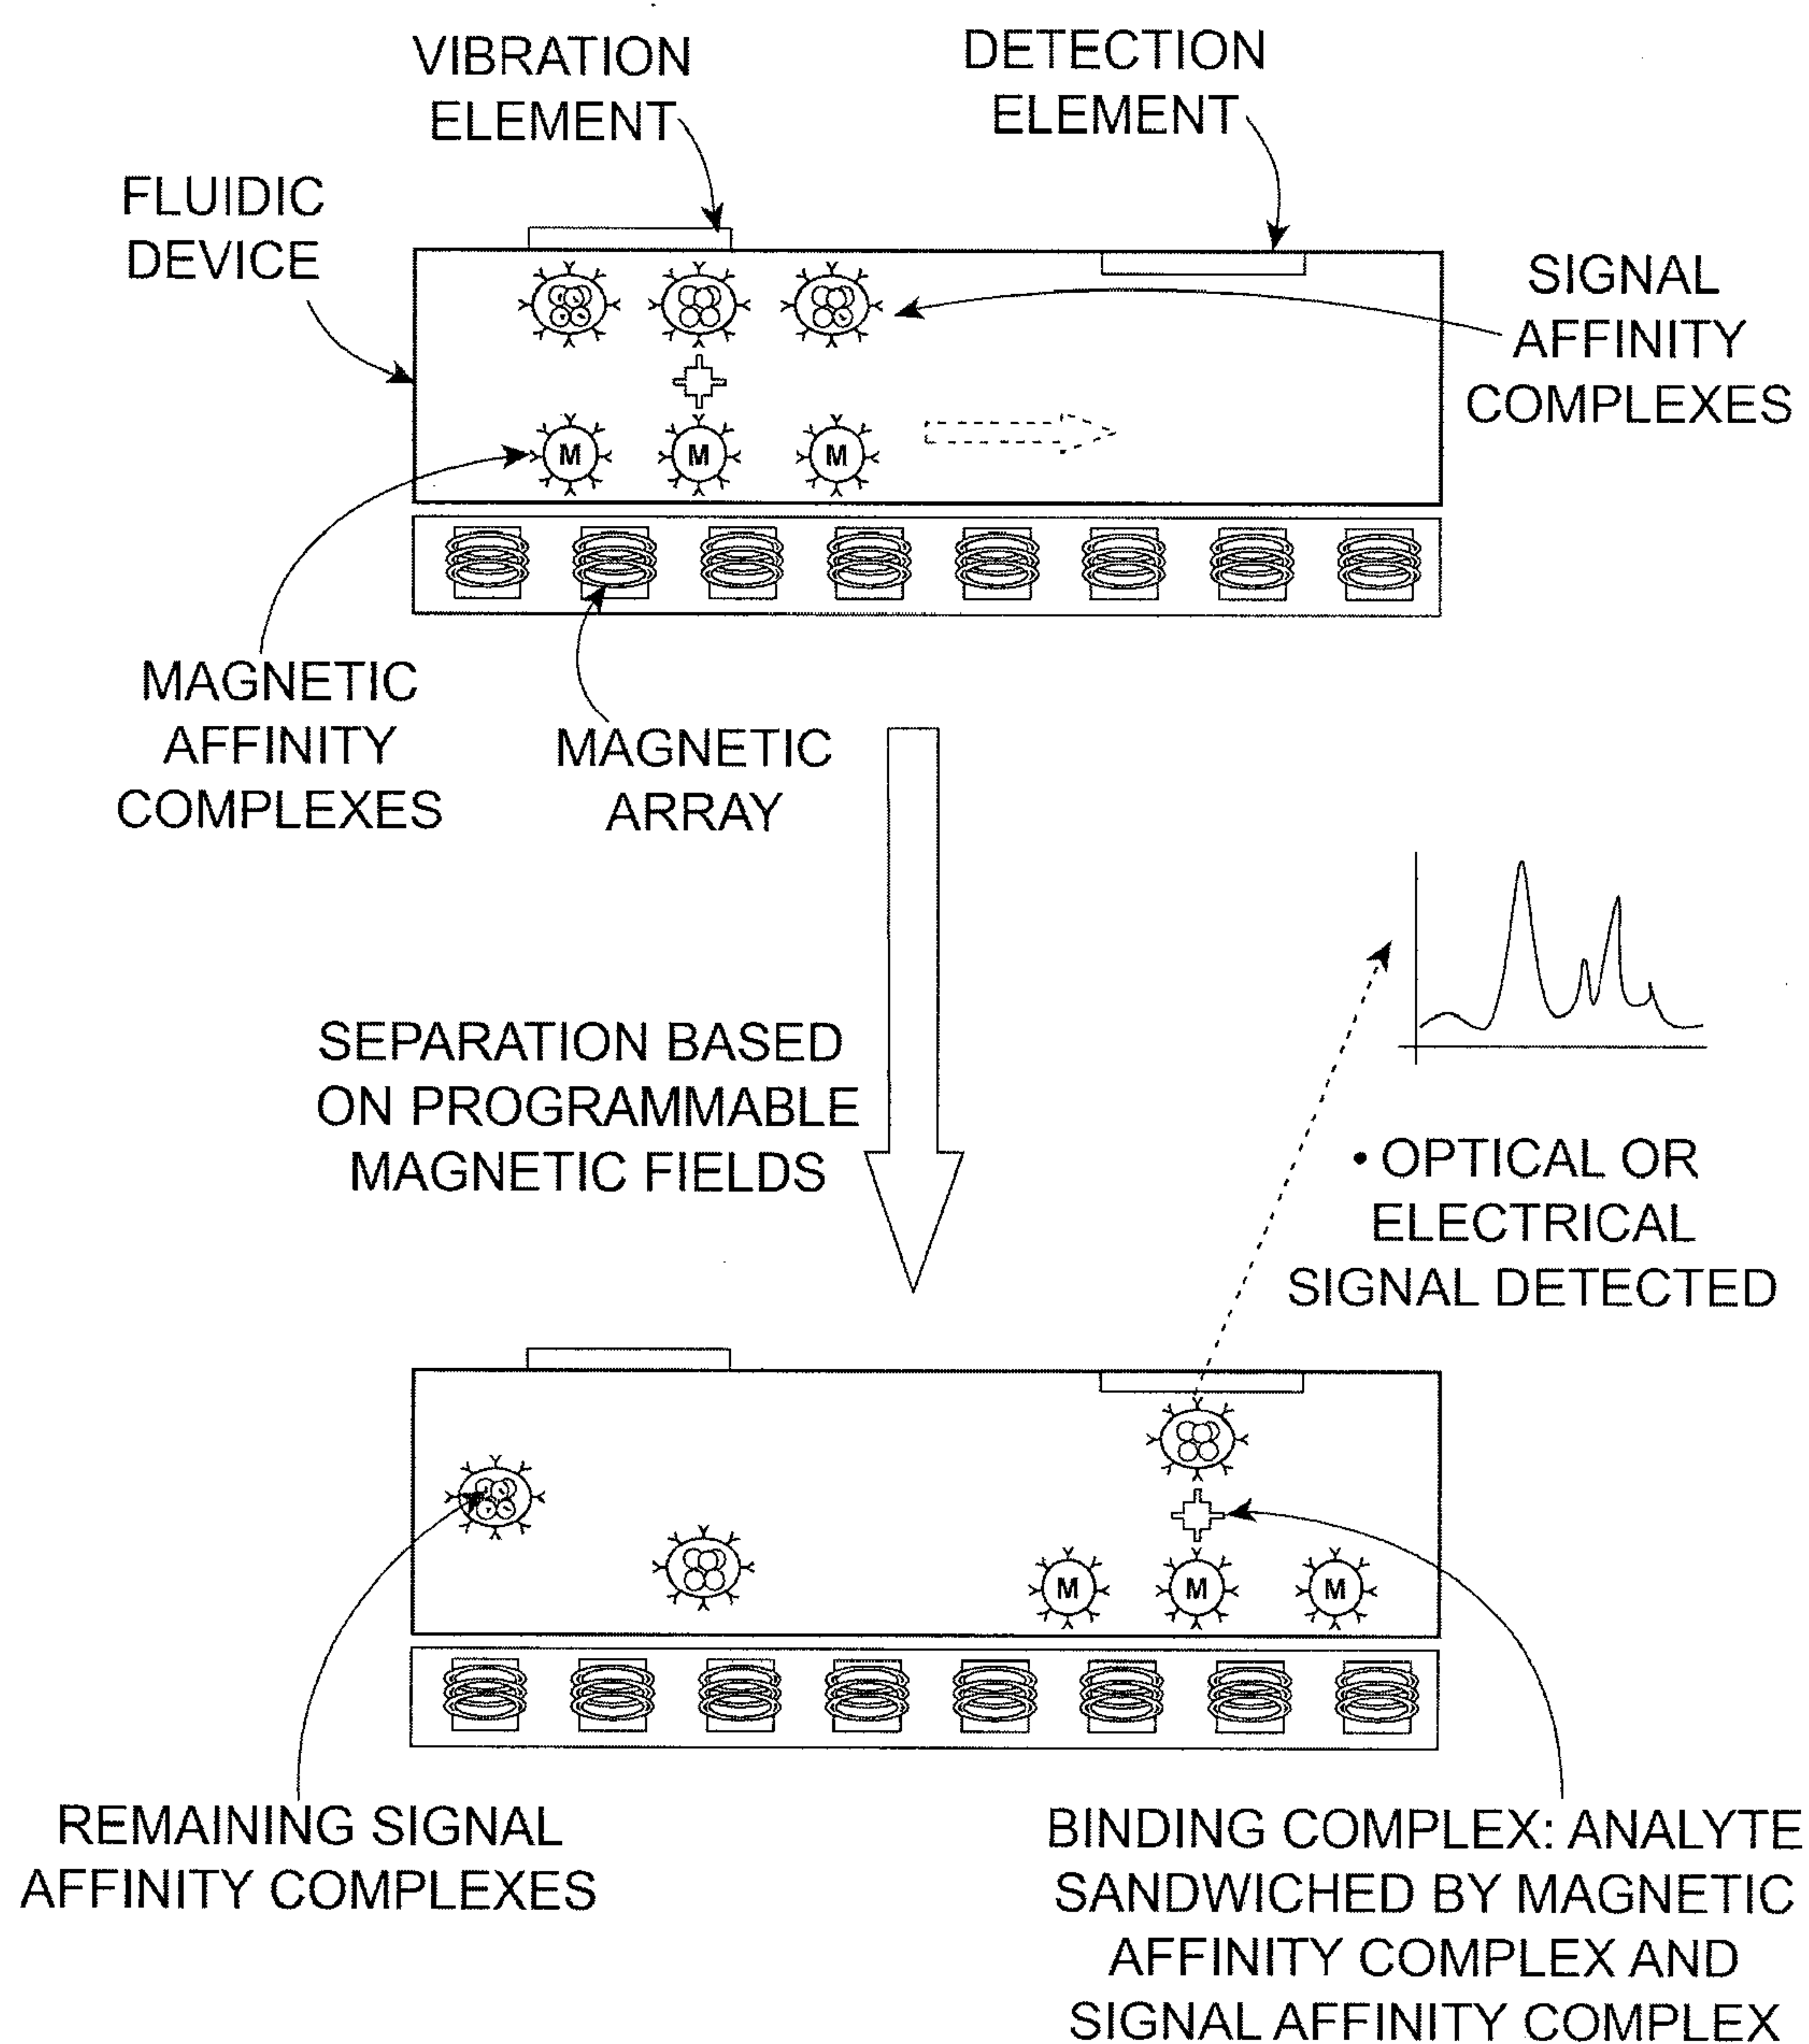 VIBRATION
ELEMENT
DETECTION
ELEMENT
FLUIDIC
DEVICE
SIGNAL
AFFINITY
COMPLEXES
M M M
MAGNETIC
AFFINITY
COMPLEXES
MAGNETIC
ARRAY
SEPARATION BASED
ON PROGRAMMABLE
MAGNETIC FIELDS
• OPTICAL OR
ELECTRICAL
SIGNAL DETECTED
M M M
REMAINING SIGNAL
AFFINITY COMPLEXES
BINDING COMPLEX: ANALYTE
SANDWICHED BY MAGNETIC
AFFINITY COMPLEX AND
SIGNAL AFFINITY COMPLEX